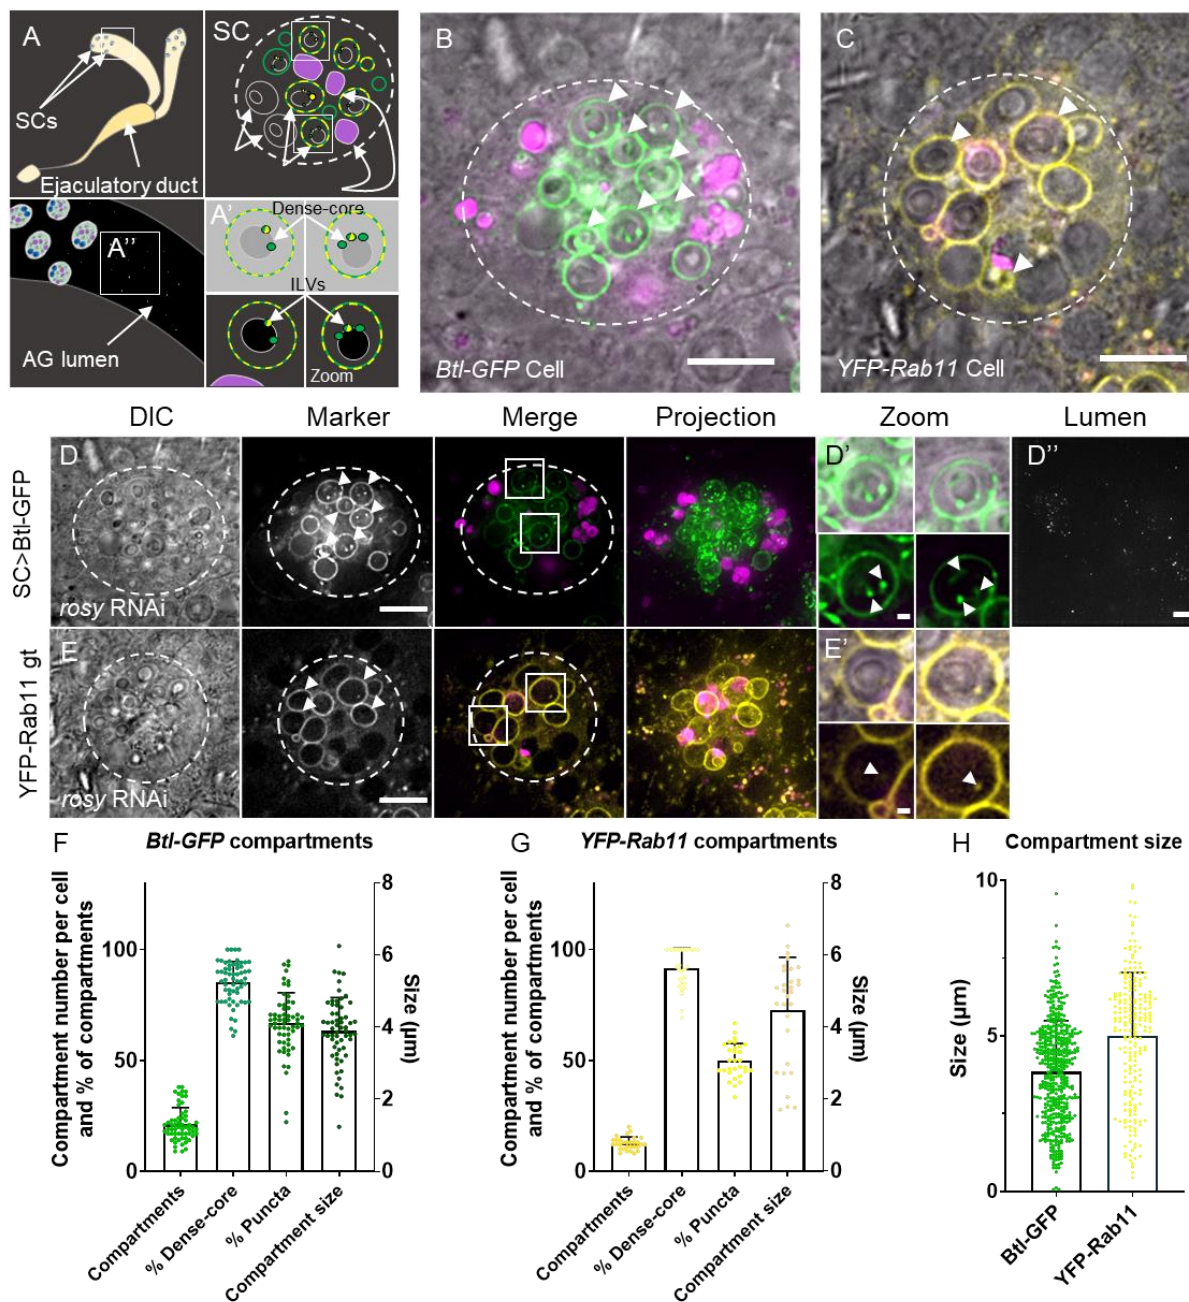 A
SCs
Ejaculatory duct
SC
A''
AG lumen
A'
Dense-core
ILVs
Zoom
B
Btl-GFP Cell
C
YFP-Rab11 Cell
DIC
Marker
Merge
Projection
Zoom
Lumen
SC>Btl-GFP
D
rosy RNAi
D'
D''
YFP-Rab11 gt
E
rosy RNAi
E'
F
Btl-GFP compartments
Compartment number per cell
and % of compartments
100
50
0
8
6
4
2
0
Size (µm)
Compartments
% Dense-core
% Puncta
Compartment size
G
YFP-Rab11 compartments
Compartment number per cell
and % of compartments
100
50
0
8
6
4
2
0
Size (µm)
Compartments
% Dense-core
% Puncta
Compartment size
H
Compartment size
Size (µm)
10
5
0
Btl-GFP
YFP-Rab11